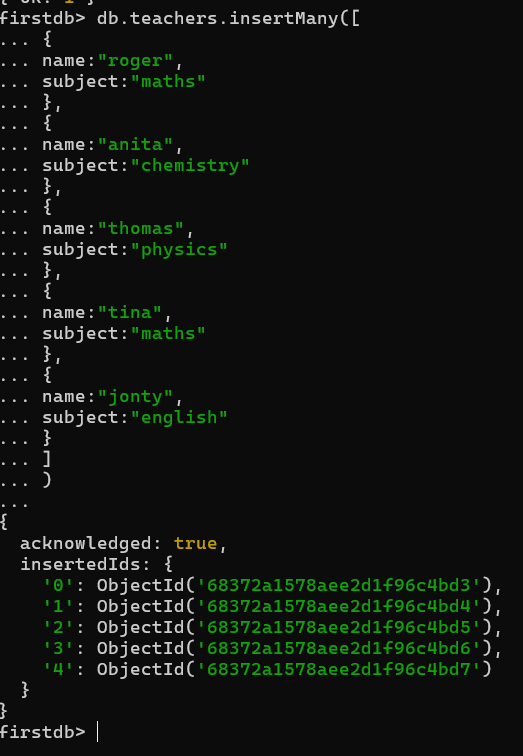 { ok: 1 }
firstdb> db.teachers.insertMany([
... {
... name:"roger",
... subject:"maths"
... },
... {
... name:"anita",
... subject:"chemistry"
... },
... {
... name:"thomas",
... subject:"physics"
... },
... {
... name:"tina",
... subject:"maths"
... },
... {
... name:"jonty",
... subject:"english"
... }
... ]
... )
...
{
  acknowledged: true,
  insertedIds: {
    '0': ObjectId('68372a1578aee2d1f96c4bd3'),
    '1': ObjectId('68372a1578aee2d1f96c4bd4'),
    '2': ObjectId('68372a1578aee2d1f96c4bd5'),
    '3': ObjectId('68372a1578aee2d1f96c4bd6'),
    '4': ObjectId('68372a1578aee2d1f96c4bd7')
  }
}
firstdb>